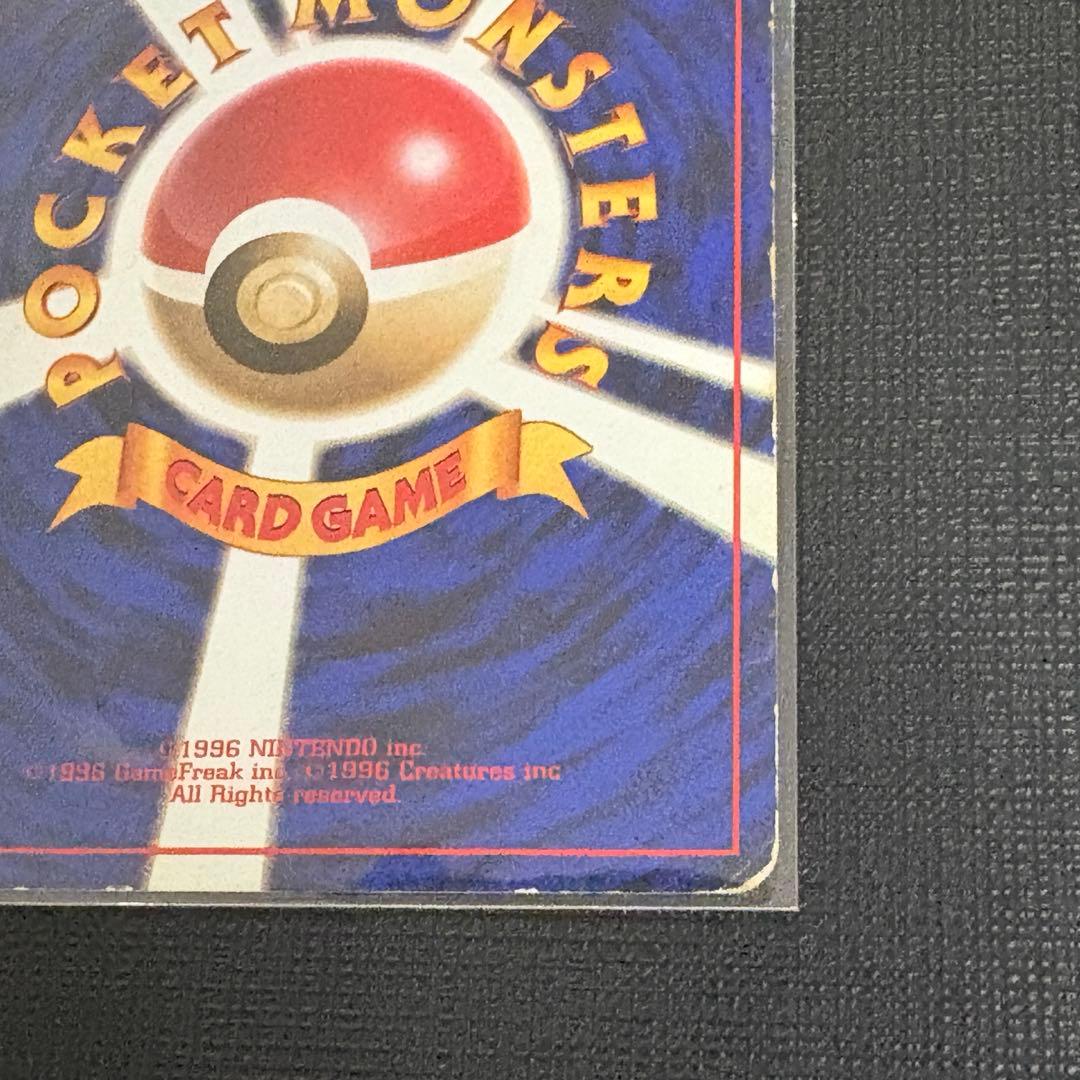 POCKET MONSTERS
CARD GAME
©1996 NINTENDO inc.
©1996 GameFreak inc. ©1996 Creatures inc
All Rights reserved.